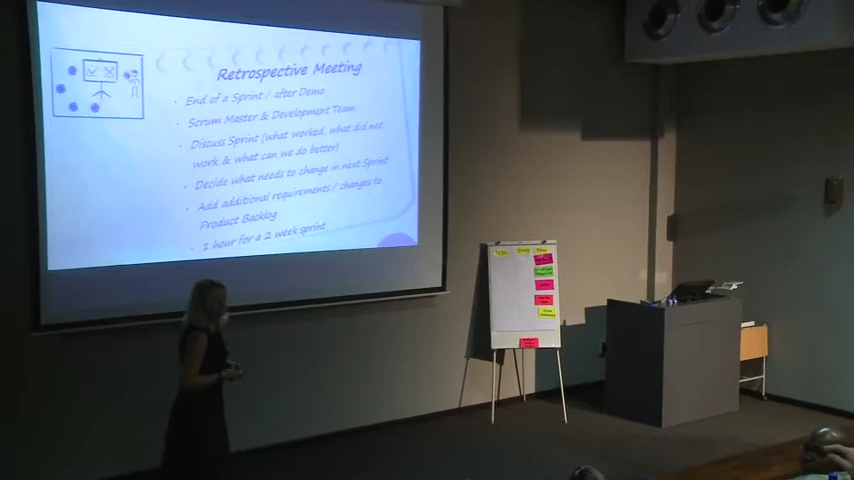 Retrospective Meeting
• End of a Sprint / after Demo
• Scrum Master & Development Team
• Discuss Sprint (what worked, what did not
work & what can we do better)
• Decide what needs to change in next Sprint
• Add additional requirements / changes to
Product Backlog
• 1 hour for a 2 week sprint